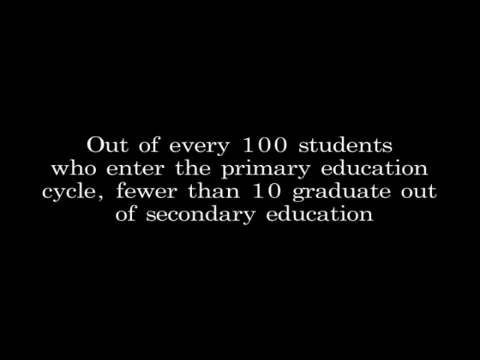 Out of every 100 students
who enter the primary education
cycle, fewer than 10 graduate out
of secondary education